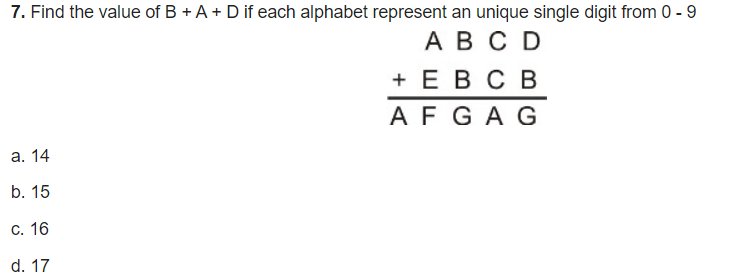 7. Find the value of B + A + D if each alphabet represent an unique single digit from 0 - 9
A B C D
+ E B C B
A F G A G
a. 14
b. 15
c. 16
d. 17